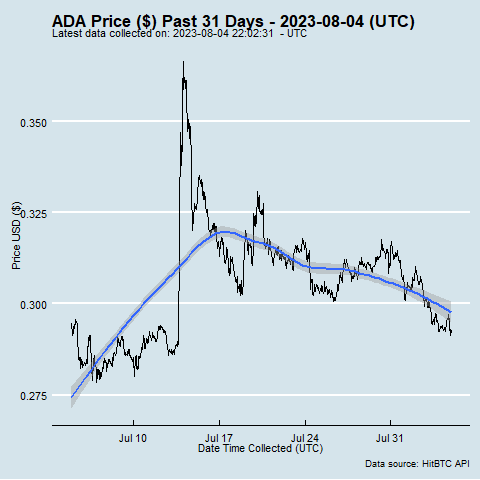 ADA Price ($) Past 31 Days - 2023-08-04 (UTC)
Latest data collected on: 2023-08-04 22:02:31 - UTC
0.350
0.325
0.300
0.275
Price USD ($)
Jul 10
Jul 17
Jul 24
Jul 31
Date Time Collected (UTC)
Data source: HitBTC API